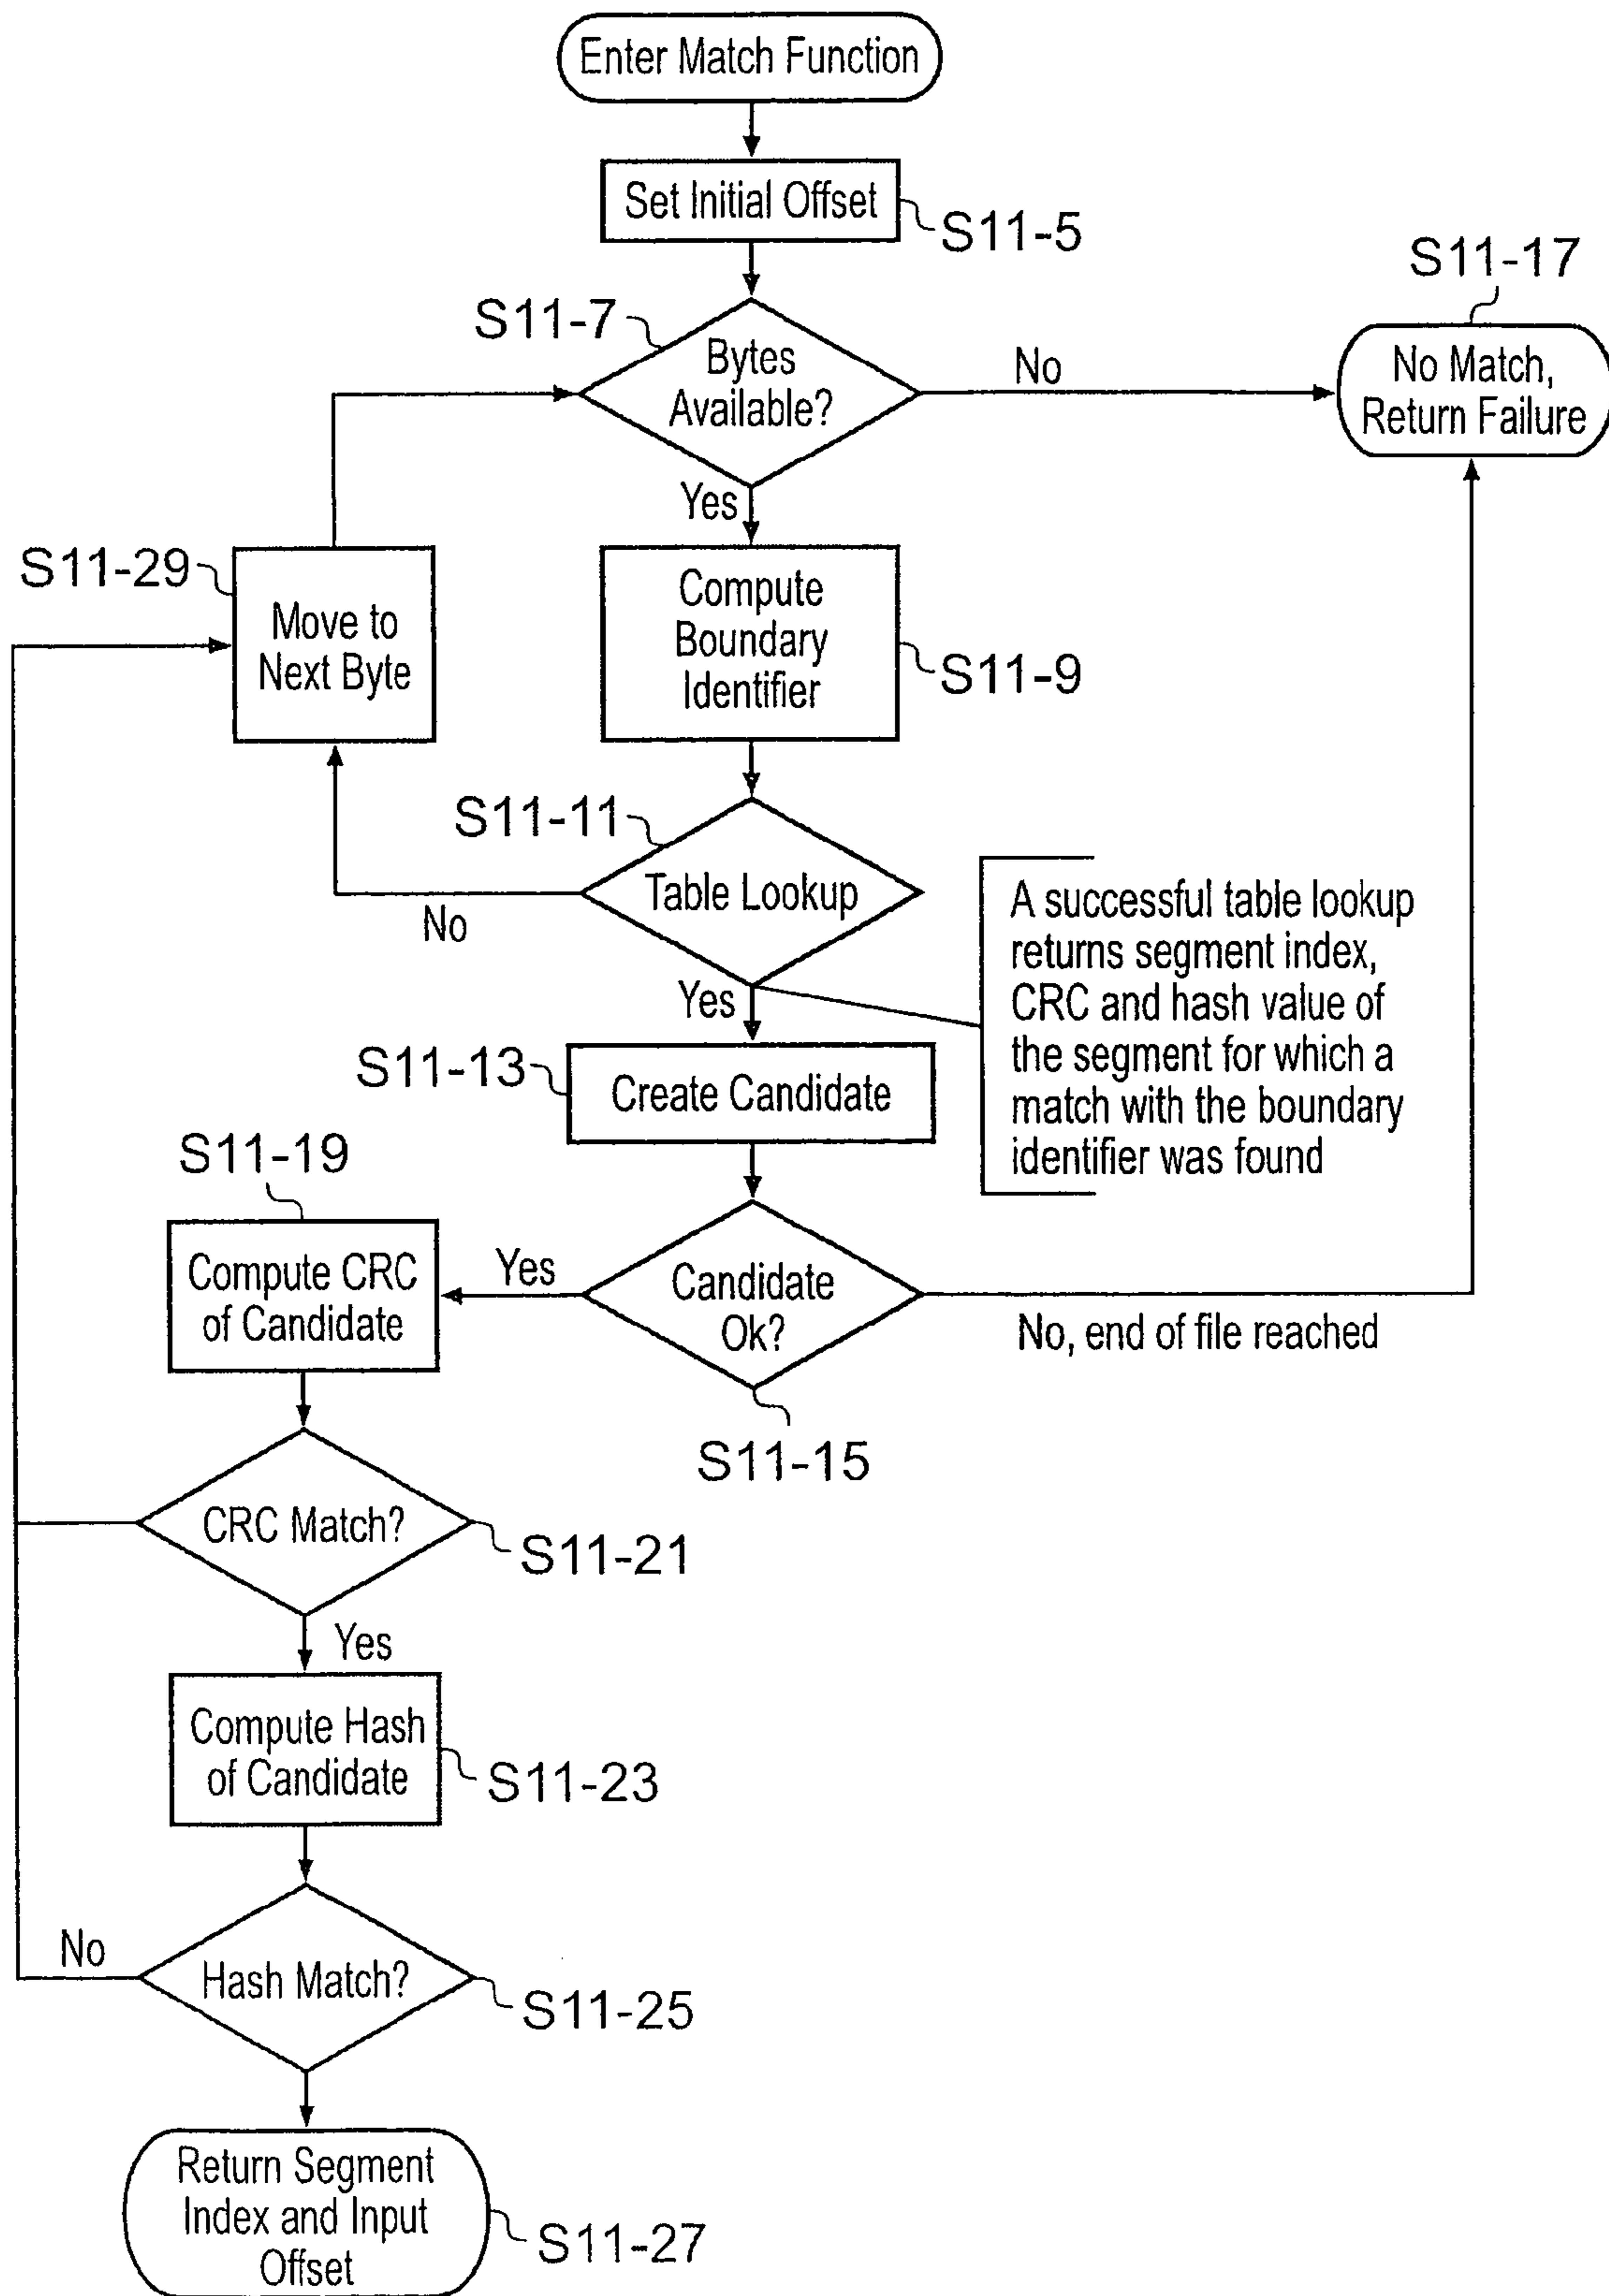 Enter Match Function
Set Initial Offset
S11-5
S11-17
S11-7
Bytes
Available?
No
No Match,
Return Failure
Yes
S11-29
Move to
Next Byte
Compute
Boundary
Identifier
S11-9
S11-11
Table Lookup
No
Yes
A successful table lookup
returns segment index,
CRC and hash value of
the segment for which a
match with the boundary
identifier was found
S11-13
Create Candidate
S11-19
Compute CRC
of Candidate
Yes
Candidate
Ok?
No, end of file reached
S11-15
CRC Match?
S11-21
Yes
Compute Hash
of Candidate
S11-23
No
Hash Match?
S11-25
Return Segment
Index and Input
Offset
S11-27